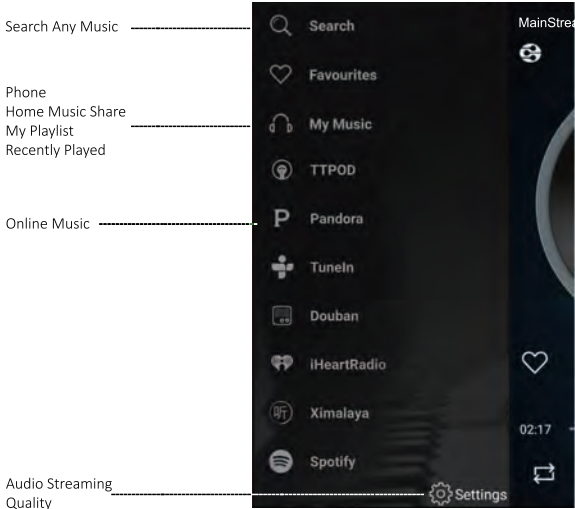 Search Any Music
Phone
Home Music Share
My Playlist
Recently Played
Online Music
Audio Streaming
Quality
Search
Favourites
My Music
TTPOD
P Pandora
TuneIn
Douban
iHeartRadio
听 Ximalaya
Spotify
Settings
MainStrea
02:17